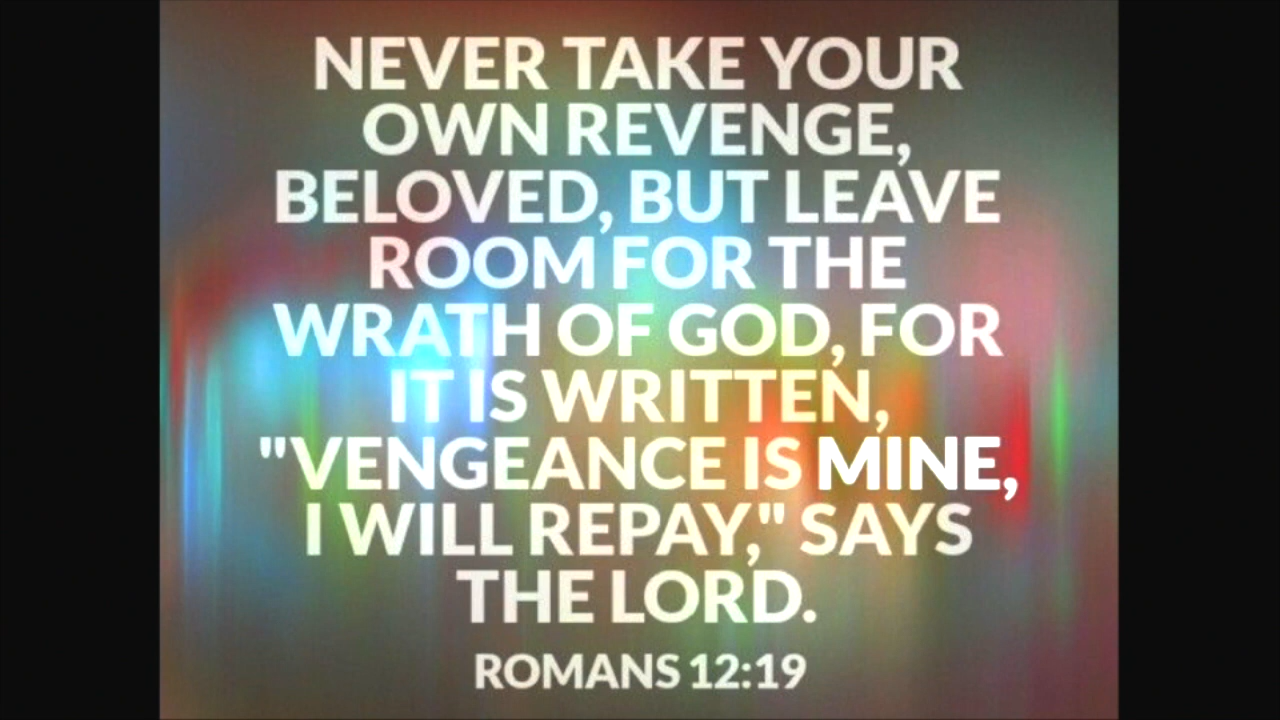 NEVER TAKE YOUR
OWN REVENGE,
BELOVED, BUT LEAVE
ROOM FOR THE
WRATH OF GOD, FOR
IT IS WRITTEN,
"VENGEANCE IS MINE,
I WILL REPAY," SAYS
THE LORD.
ROMANS 12:19